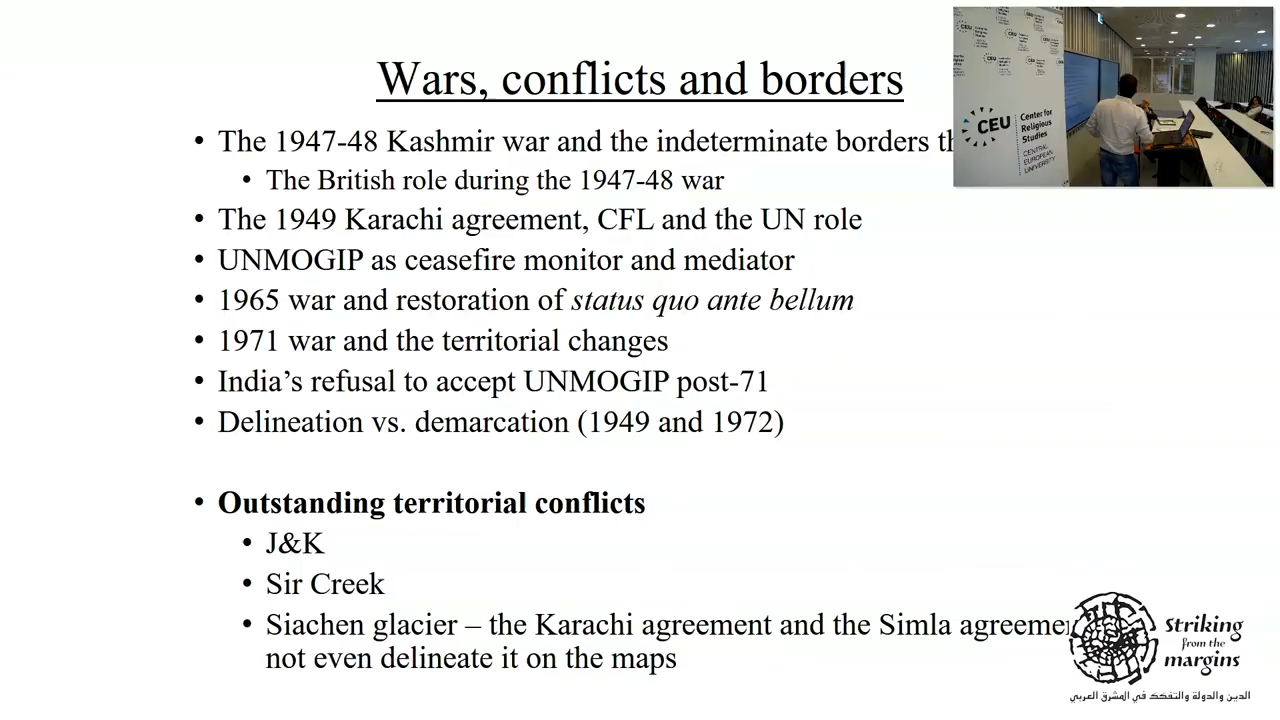 Wars, conflicts and borders
• The 1947-48 Kashmir war and the indeterminate borders
• The British role during the 1947-48 war
• The 1949 Karachi agreement, CFL and the UN role
• UNMOGIP as ceasefire monitor and mediator
• 1965 war and restoration of status quo ante bellum
• 1971 war and the territorial changes
• India’s refusal to accept UNMOGIP post-71
• Delineation vs. demarcation (1949 and 1972)
• Outstanding territorial conflicts
• J&K
• Sir Creek
• Siachen glacier – the Karachi agreement and the Simla
not even delineate it on the maps
CEU
Center for
Religious
Studies
CENTRAL
EUROPEAN
UNIVERSITY
Striking
from the
margins
الدين والدولة والتفكك في المشرق العربي